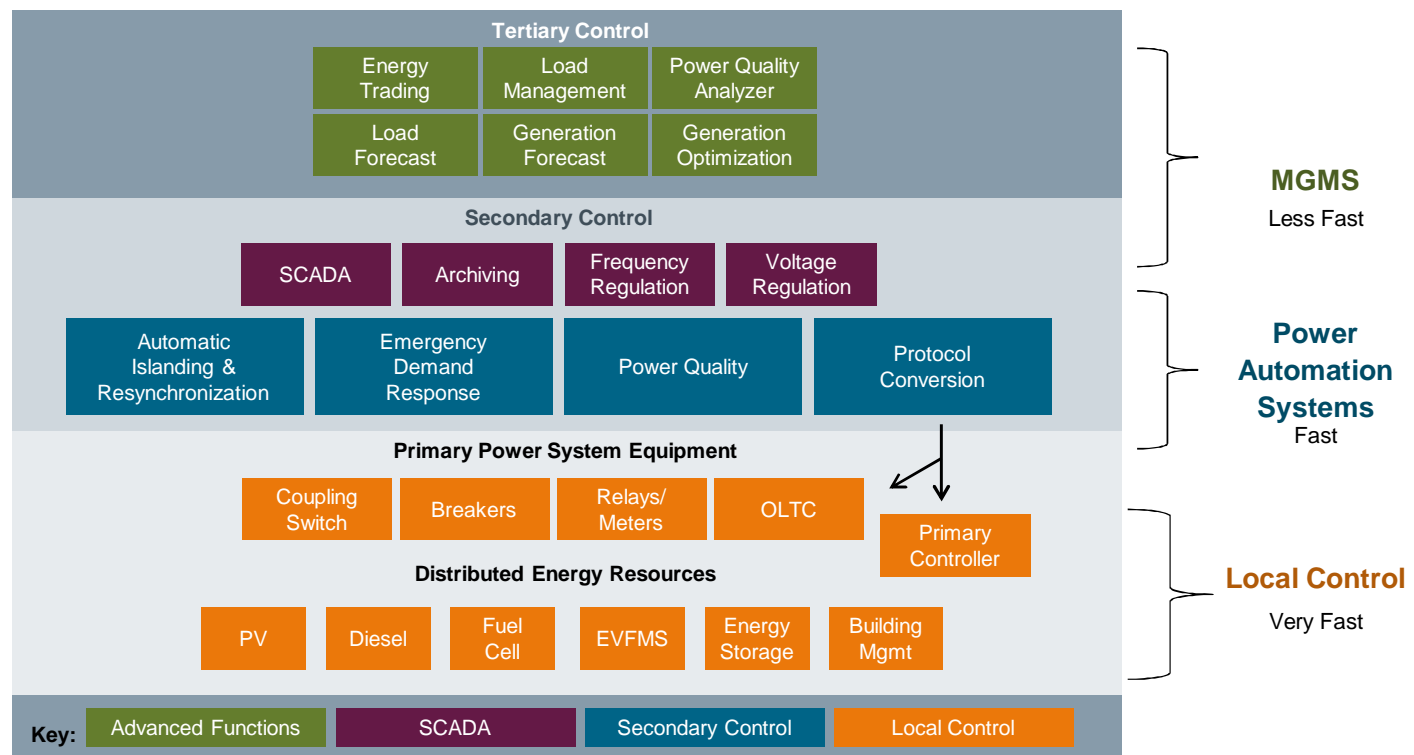 Tertiary Control
Energy
Trading
Load
Management
Power Quality
Analyzer
Load
Forecast
Generation
Forecast
Generation
Optimization
MGMS
Less Fast
Secondary Control
SCADA
Archiving
Frequency
Regulation
Voltage
Regulation
Automatic
Islanding &
Resynchronization
Emergency
Demand
Response
Power Quality
Protocol
Conversion
Power
Automation
Systems
Fast
Primary Power System Equipment
Coupling
Switch
Breakers
Relays/
Meters
OLTC
Primary
Controller
Distributed Energy Resources
PV
Diesel
Fuel
Cell
EVFMS
Energy
Storage
Building
Mgmt
Local Control
Very Fast
Key:
Advanced Functions
SCADA
Secondary Control
Local Control